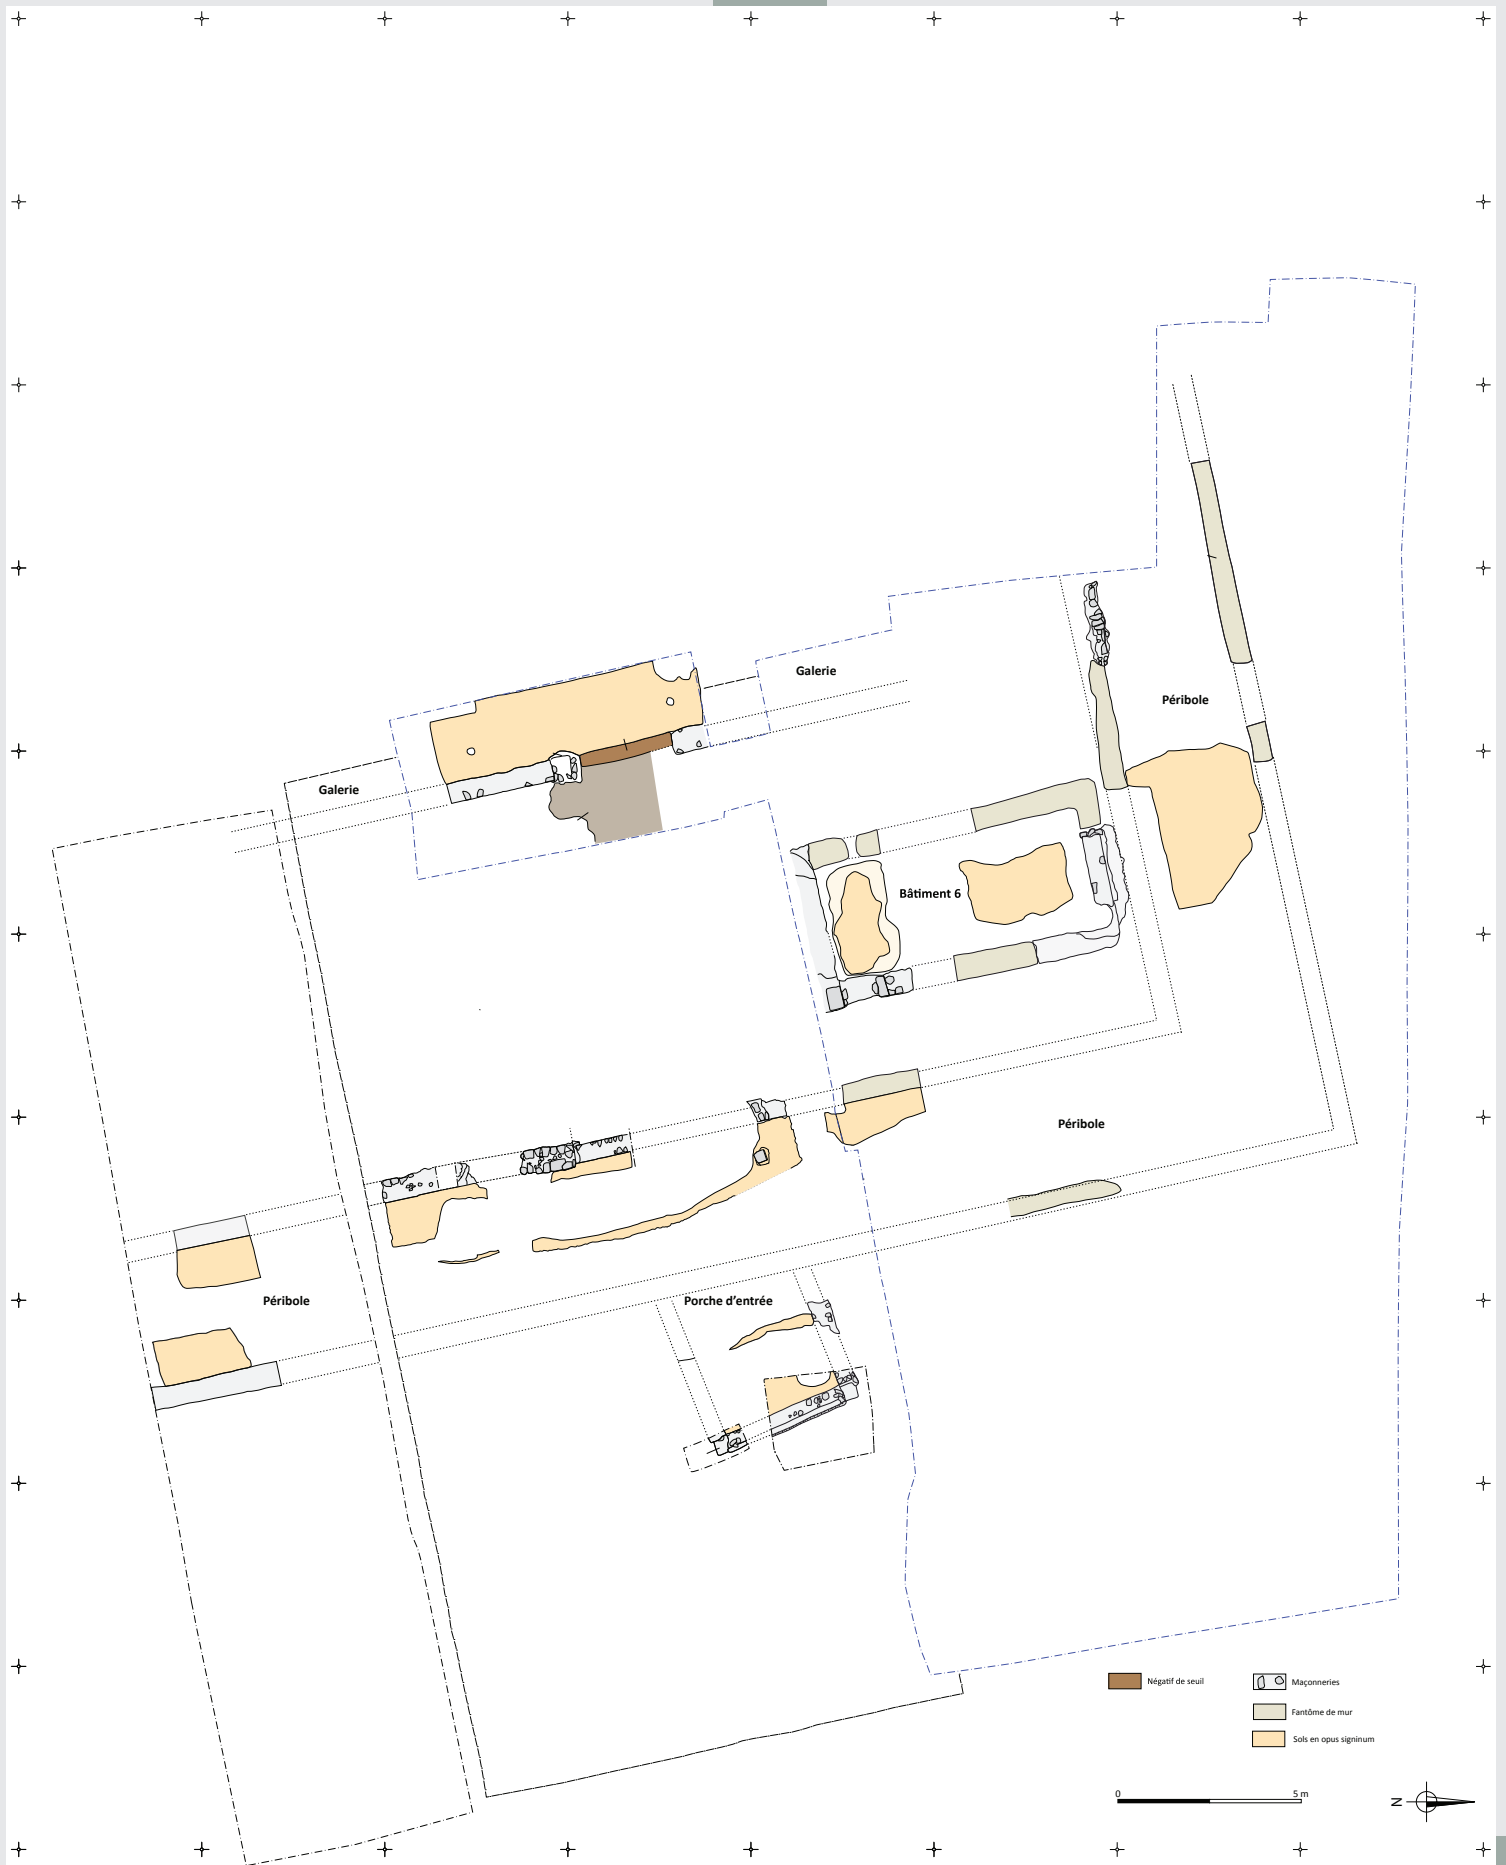 Galerie
Péribole
Galerie
Bâtiment 6
Péribole
Péribole
Porche d'entrée
Négatif de seuil
Maçonneries
Fantôme de mur
Sols en opus signinum
0 5 m
N